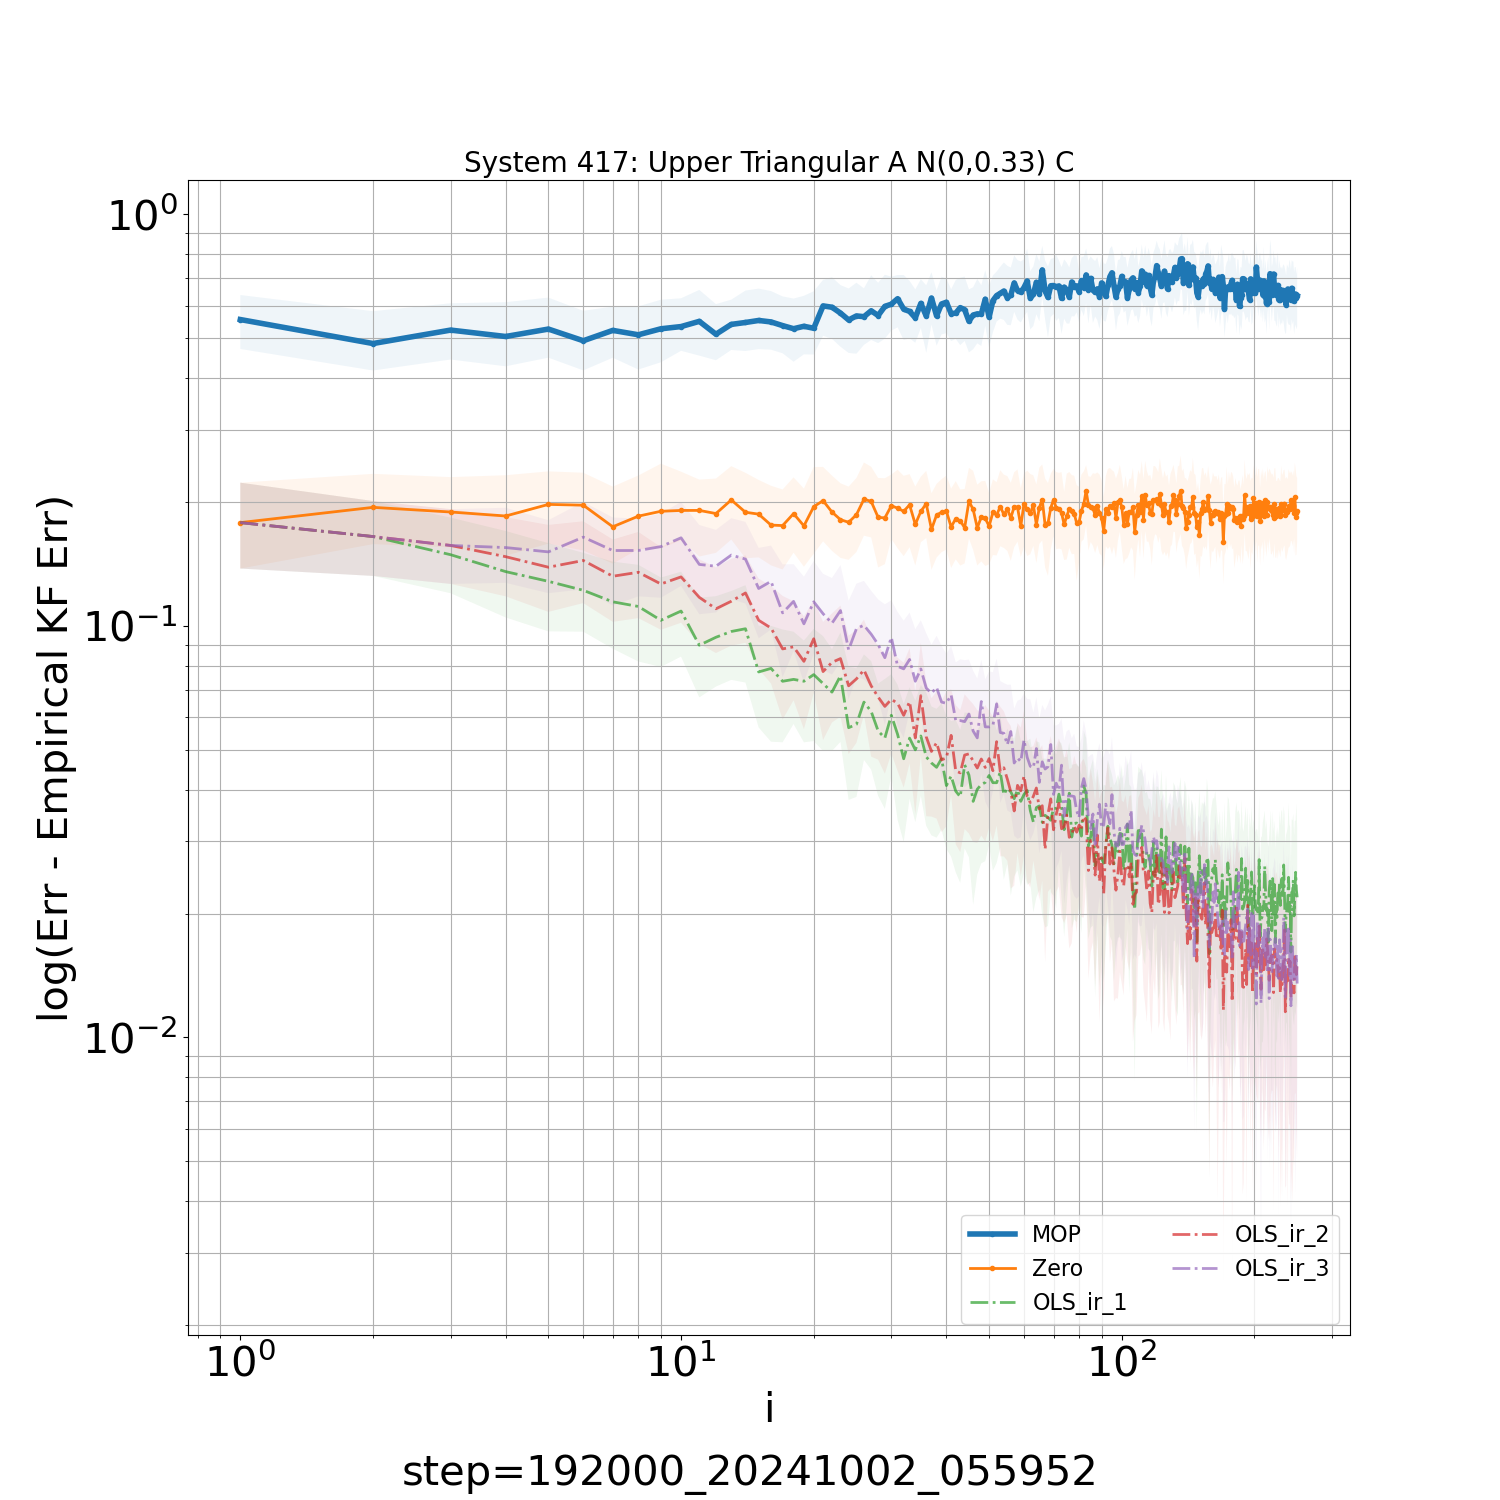 System 417: Upper Triangular A N(0,0.33) C
log(Err - Empirical KF Err)
10⁰
10⁻¹
10⁻²
MOP
Zero
OLS_ir_1
OLS_ir_2
OLS_ir_3
10⁰ 10¹ 10²
i
step=192000_20241002_055952